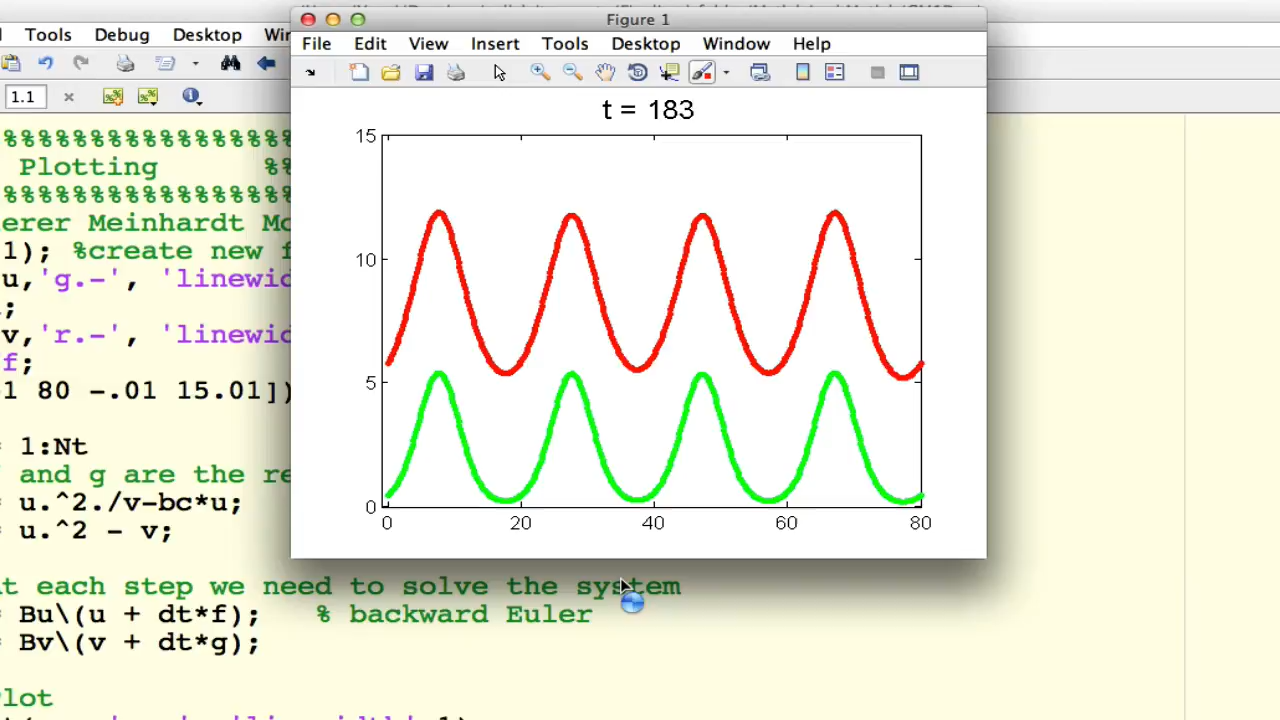 Figure 1
Tools Debug Desktop
File Edit View Insert Tools Desktop Window Help
1.1
t = 183
15
10
5
0
0 20 40 60 80
%%%%%%%%%%%%%%%%%
Plotting %%
%%%%%%%%%%%%%%%%%
erer Meinhardt Mo
1); %create new f
u,'g.-', 'linewid
;
v,'r.-', 'linewid
f;
1 80 -.01 15.01])
= 1:Nt
and g are the re
= u.^2./v-bc*u;
= u.^2 - v;
t each step we need to solve the system
= Bu\(u + dt*f); % backward Euler
= Bv\(v + dt*g);
lot